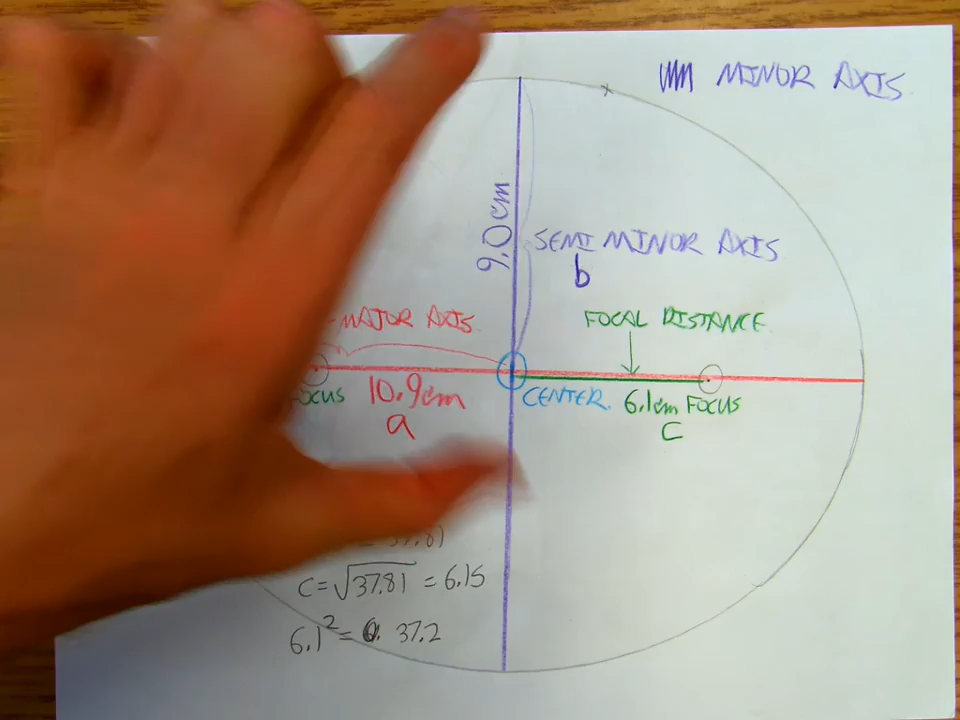 MINOR AXIS
9.0cm
SEMI MINOR AXIS
b
FOCAL DISTANCE
-MAJOR AXIS
10.9cm
a
CENTER
6.1cm FOCUS
c
C=√37.81 = 6.15
6.1² = 37.2